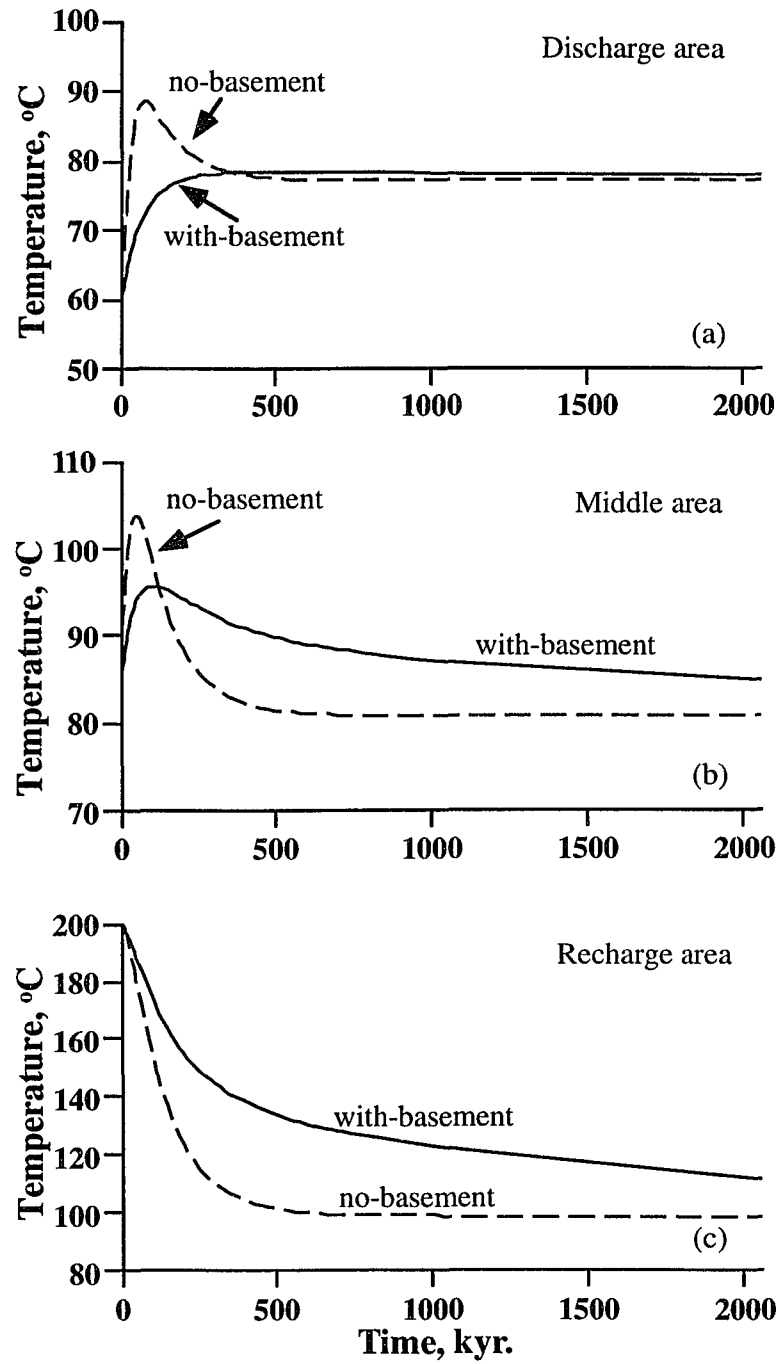 100
Discharge area
no-basement
90
80
70
with-basement
60
(a)
50
Temperature, °C
0
500
1000
1500
2000
110
no-basement
Middle area
100
90
with-basement
80
(b)
70
Temperature, °C
0
500
1000
1500
2000
200
Recharge area
180
160
140
with-basement
120
no-basement
100
(c)
80
Temperature, °C
0
500
1000
1500
2000
Time, kyr.